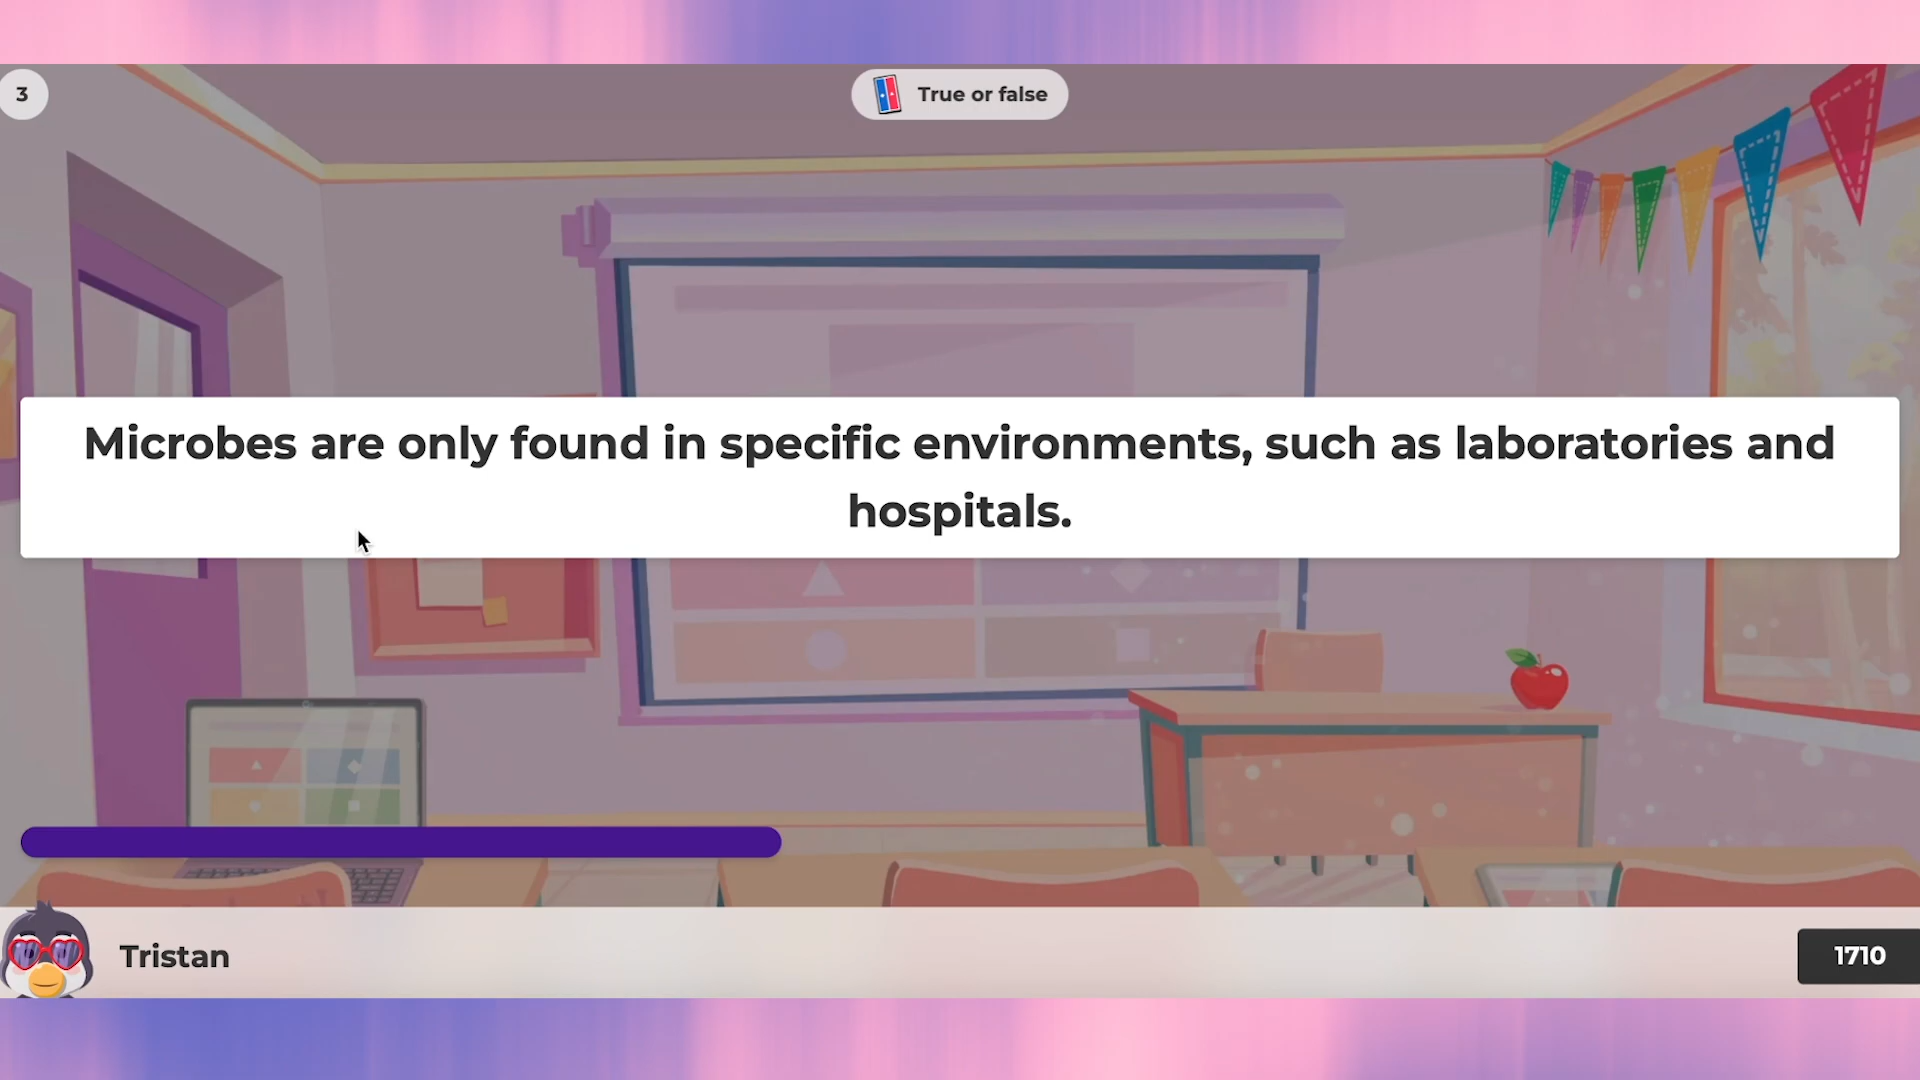 3
True or false
Microbes are only found in specific environments, such as laboratories and
hospitals.
Tristan
1710